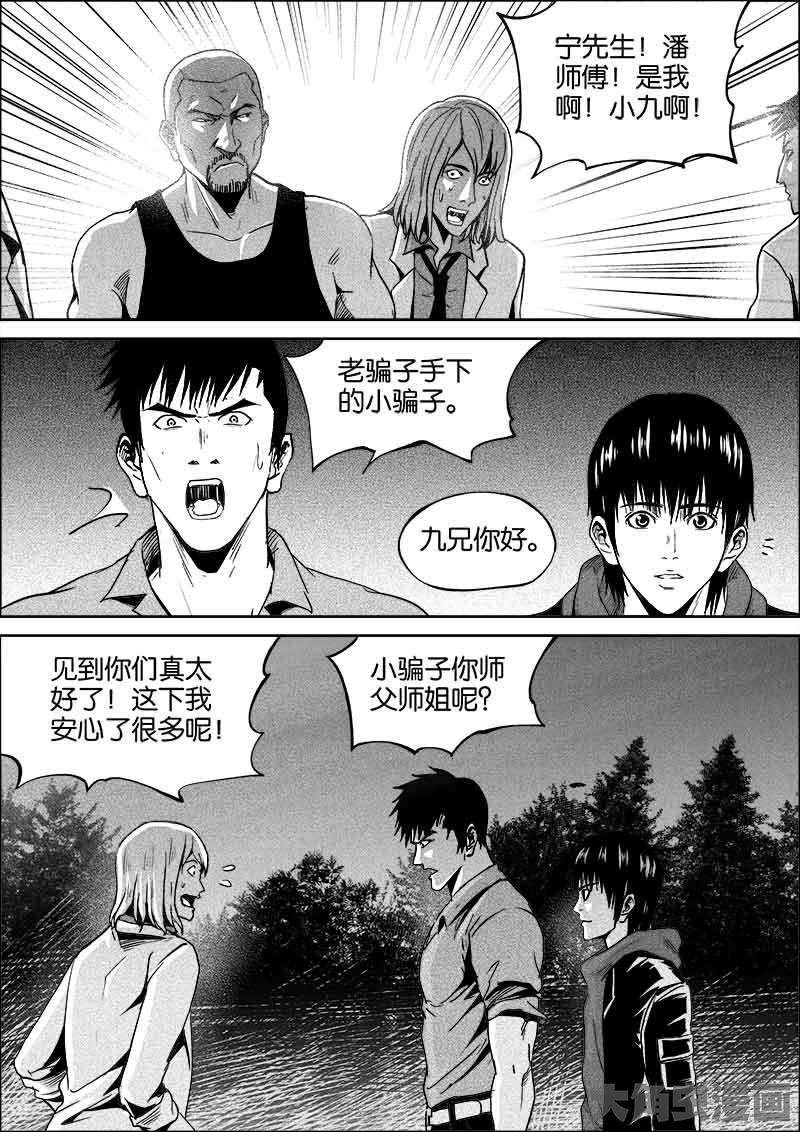 宁先生！潘
师傅！是我
啊！小九啊！
老骗子手下
的小骗子。
九兄你好。
见到你们真太
好了！这下我
安心了很多呢！
小骗子你师
父师姐呢？